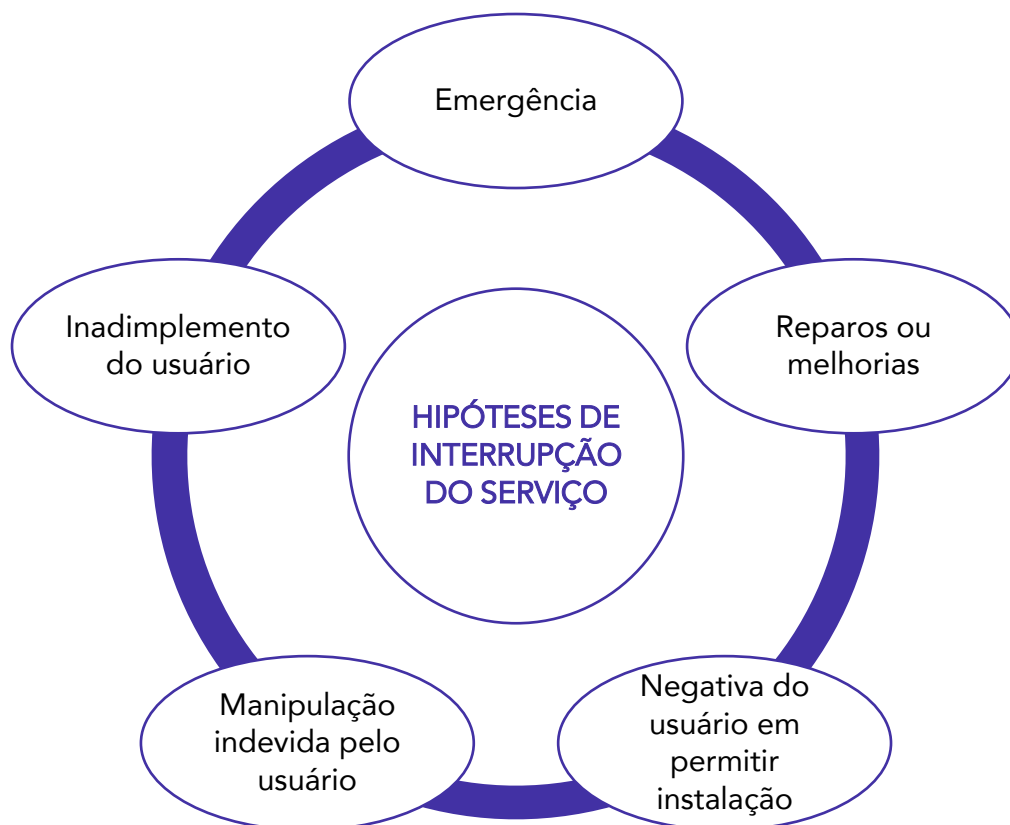 Emergência
Inadimplemento
do usuário
Reparos ou
melhorias
HIPÓTESES DE
INTERRUPÇÃO
DO SERVIÇO
Manipulação
indevida pelo
usuário
Negativa do
usuário em
permitir
instalação